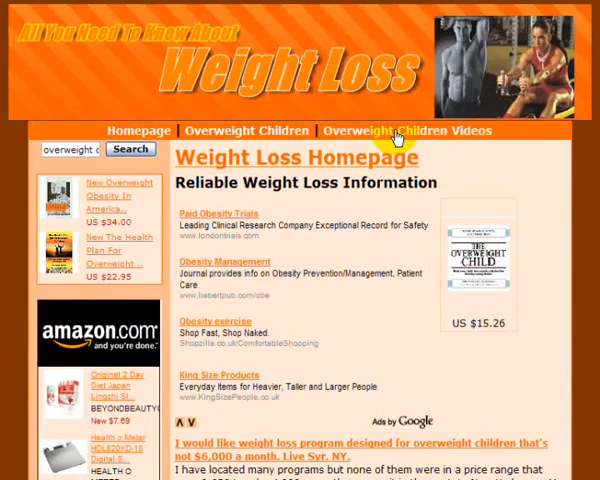 All You Need To Know About
Weight Loss
Homepage | Overweight Children | Overweight Children Videos
overweight c Search
Weight Loss Homepage
Reliable Weight Loss Information
New Overweight
Obesity In
America...
US $34.00
New The Health
Plan For
Overweight ...
US $22.95
amazon.com
and you're done.™
Original 2 Day
Diet Japan
Lingzhi Sl...
BEYONDBEAUTY
New $7.69
Health o Meter
HDL820KD-18
Digital S...
HEALTH O
METER
Paid Obesity Trials
Leading Clinical Research Company Exceptional Record for Safety
www.londontrials.com
Obesity Management
Journal provides info on Obesity Prevention/Management, Patient
Care
www.liebertpub.com/obe
Obesity exercise
Shop Fast, Shop Naked.
Shopzilla.co.uk/ComfortableShopping
King Size Products
Everyday Items for Heavier, Taller and Larger People
www.KingSizePeople.co.uk
THE
OVERWEIGHT
CHILD
US $15.26
Ads by Google
I would like weight loss program designed for overweight children that's
not $6,000 a month. Live Syr. NY.
I have located many programs but none of them were in a price range that